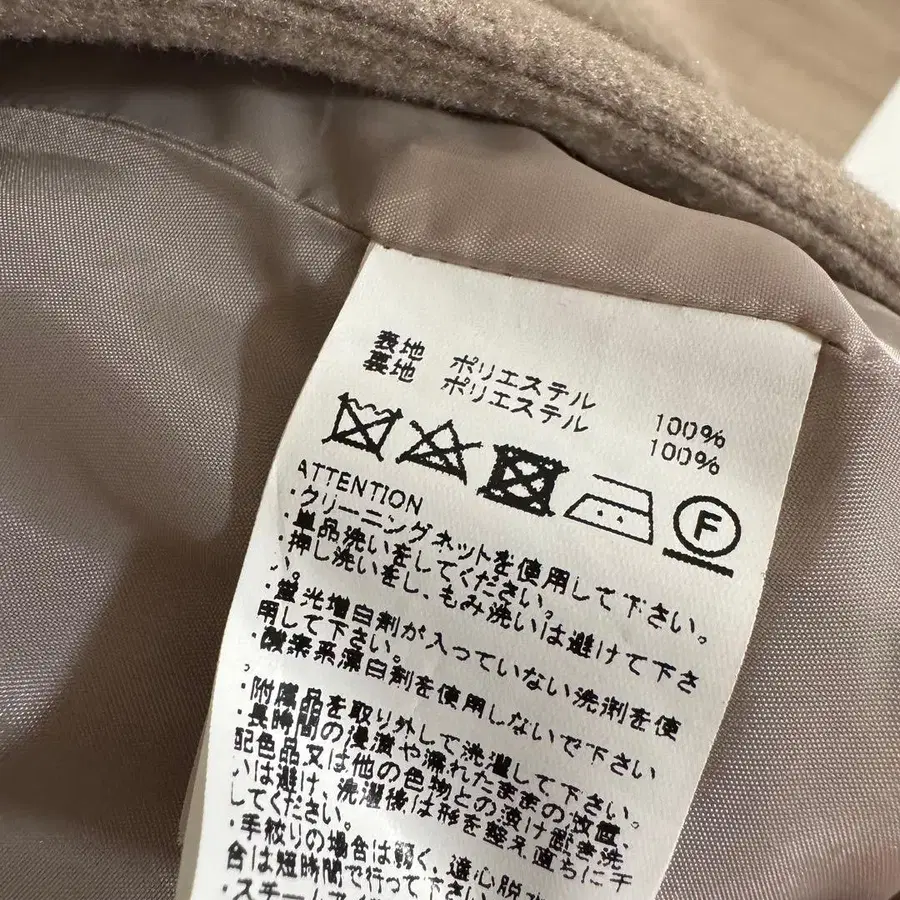 表地 ポリエステル 100%
裏地 ポリエステル 100%
F
ATTENTION
・クリーニングネットを使用して下さい。
・単品洗いをしてください。
・押し洗いをし、もみ洗いは避けて下さ
い。
・蛍光増白剤が入っていない洗剤を使
用して下さい。
・酸素系漂白剤を使用しないで下さい
。
・附属品を取り外して洗濯して下さい
・長時間の浸漬や濡れたままの放置、
配色品又は他の色物との漬け置き洗
いは避け、洗濯後は形を整え直ちに干
してください。
・手絞りの場合は弱く、遠心脱水
合は短時間で行って下さい
・スチームアイ